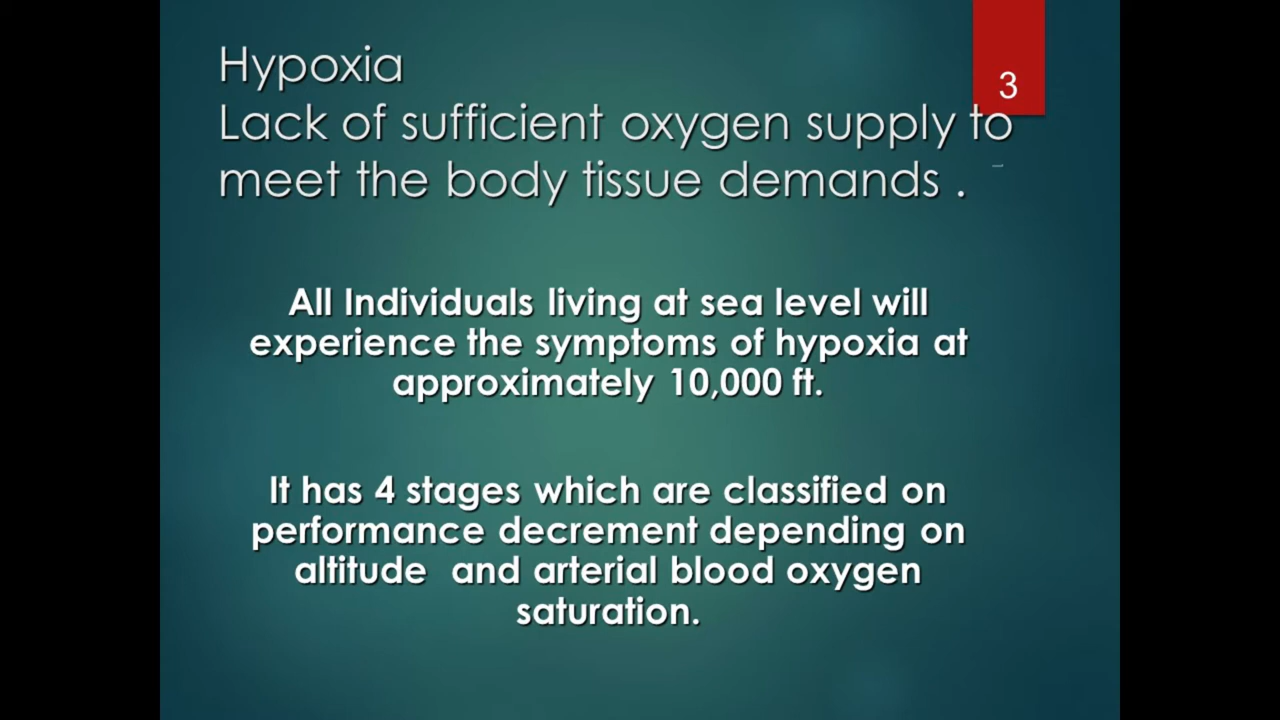 3
Hypoxia
Lack of sufficient oxygen supply to
meet the body tissue demands .
All Individuals living at sea level will
experience the symptoms of hypoxia at
approximately 10,000 ft.
It has 4 stages which are classified on
performance decrement depending on
altitude and arterial blood oxygen
saturation.